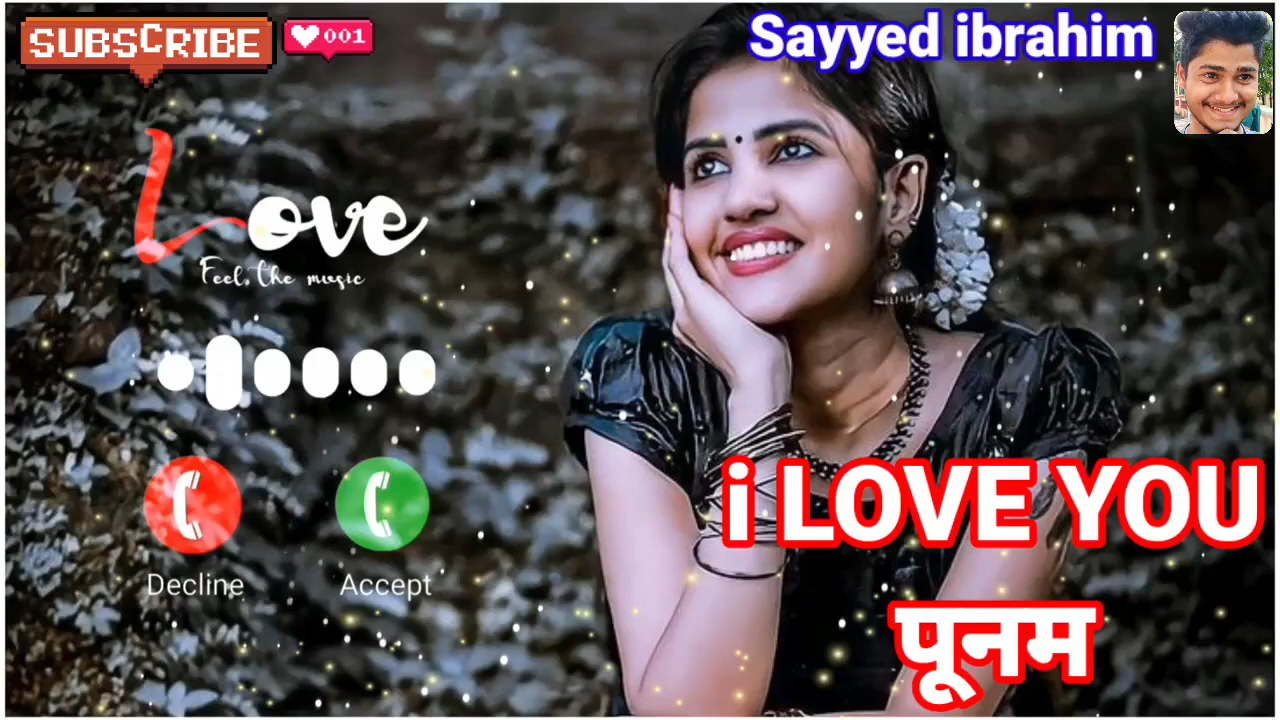 SUBSCRIBE
001
Sayyed ibrahim
Love
Feel The music
Decline
Accept
i LOVE YOU
पूनम